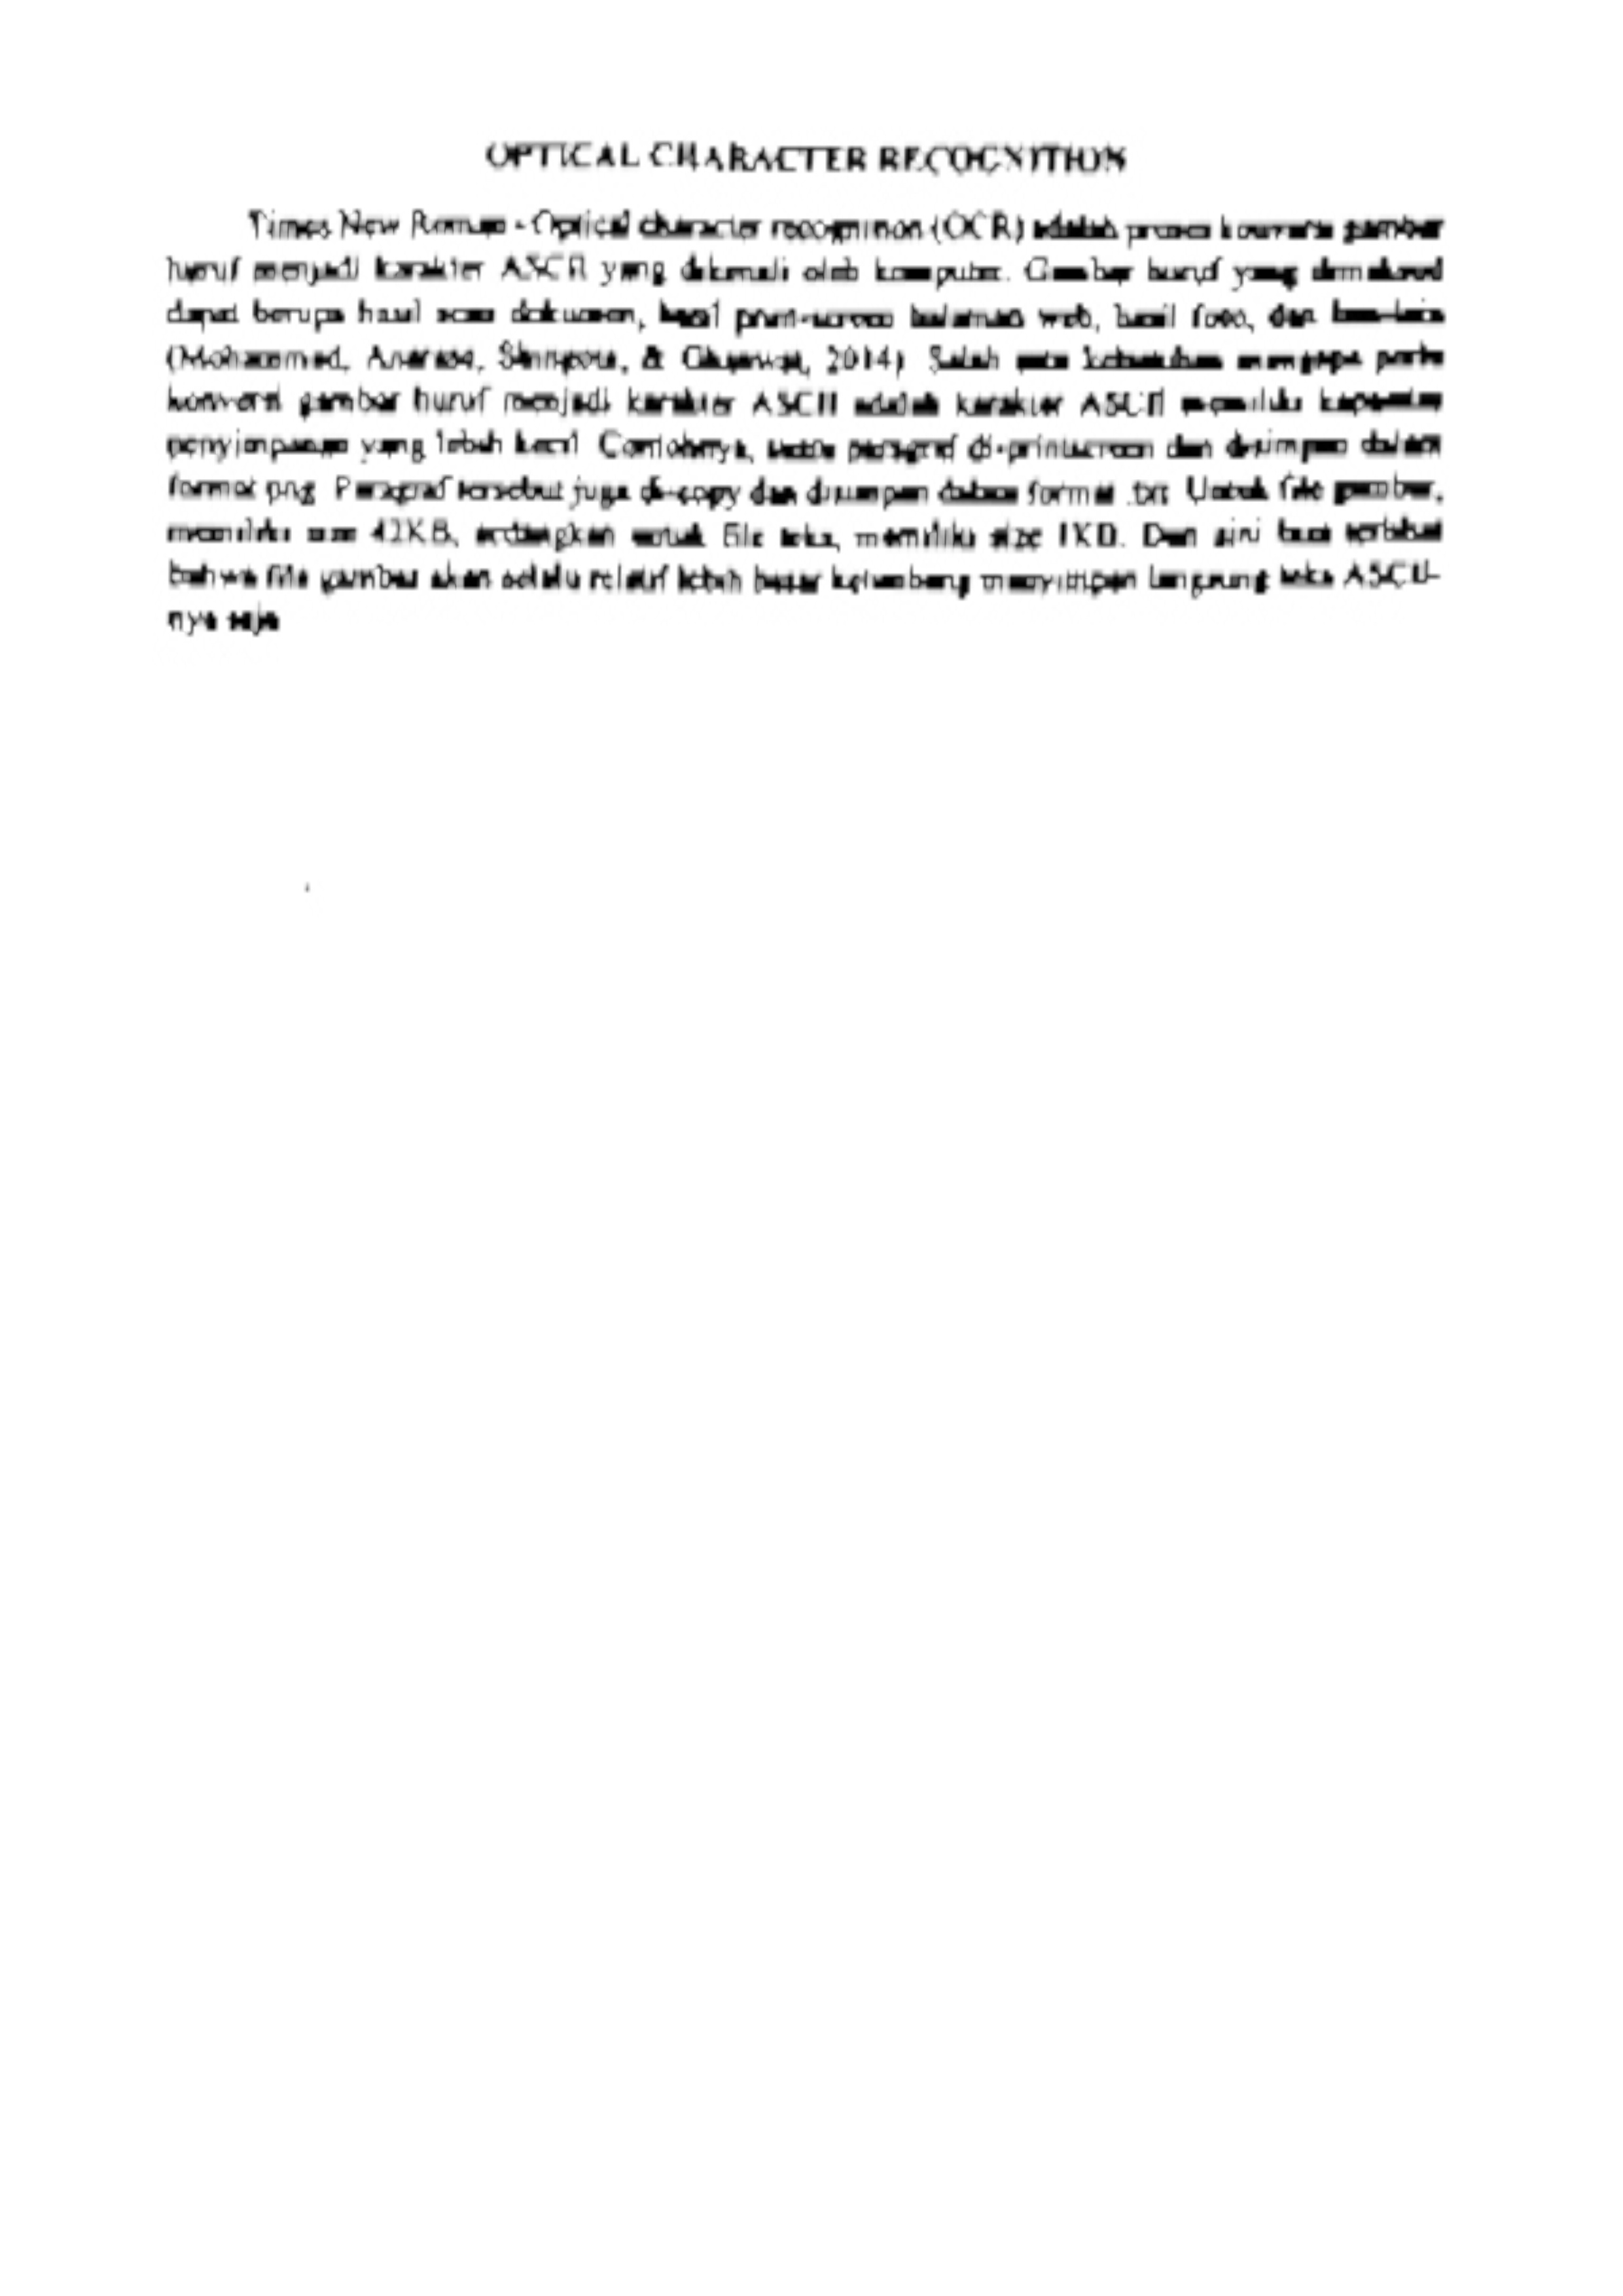 OPTICAL CHARACTER RECOGNITION
Times New Roman - Optical character recognition (OCR) adalah proses konversi gambar
huruf menjadi karakter ASCII yang dikenali oleh komputer. Gambar huruf yang dimaksud
dapat berupa hasil scan dokumen, hasil print-screen halaman web, hasil foto, dan lain-lain
(Mohammed, & 2014). Salah satu kebutuhan mengapa perlu
konversi gambar huruf menjadi karakter ASCII adalah karakter ASCII memiliki kapasitas
penyimpanan yang lebih kecil. Contohnya, suatu paragraf di-printscreen dan disimpan dalam
format png. Paragraf tersebut juga di-copy dan disimpan dalam format .txt. Untuk file gambar,
memiliki size 42KB, sedangkan untuk file teks, memiliki size 1KB. Dari sini bisa terlihat
bahwa file gambar akan selalu relatif lebih besar ketimbang menyimpan langsung teks ASCII-
nya saja